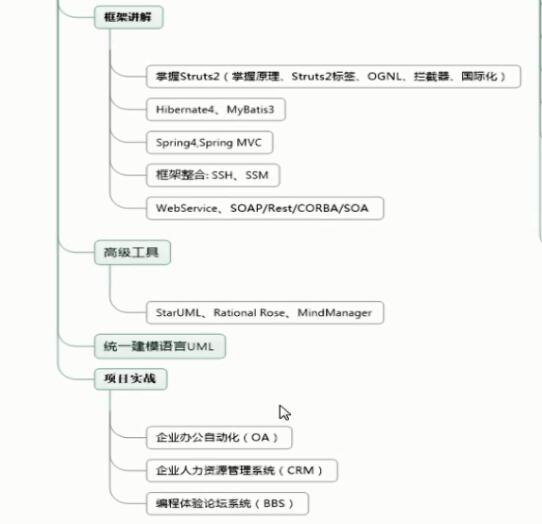 框架讲解
掌握Struts2（掌握原理、Struts2标签、OGNL、拦截器、国际化）
Hibernate4、MyBatis3
Spring4,Spring MVC
框架整合: SSH、SSM
WebService、SOAP/Rest/CORBA/SOA
高级工具
StarUML、Rational Rose、MindManager
统一建模语言UML
项目实战
企业办公自动化（OA）
企业人力资源管理系统（CRM）
编程体验论坛系统（BBS）